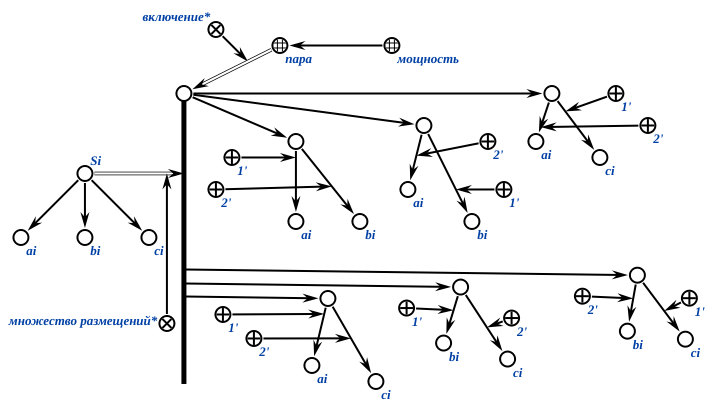 включение*
пара
мощность
1'
2'
ai
ci
2'
1'
ai
bi
1'
2'
ai
bi
Si
ai
bi
ci
множество размещений*
1'
2'
ai
ci
1'
2'
bi
ci
2'
1'
bi
ci